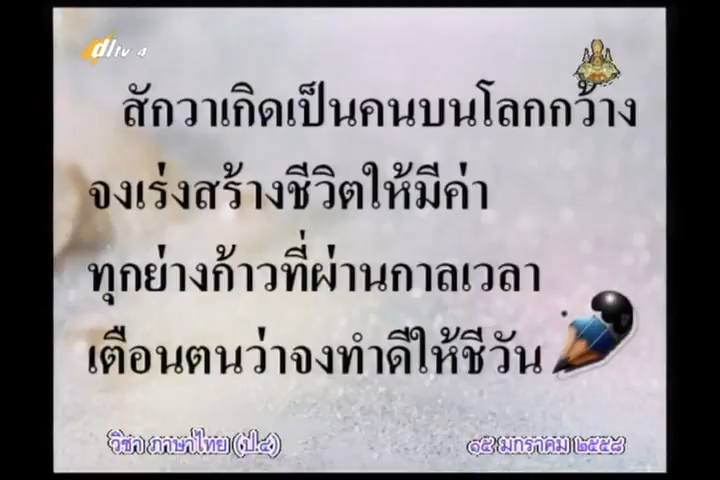 dltv 4
สักวาเกิดเป็นคนบนโลกกว้าง
จงเร่งสร้างชีวิตให้มีค่า
ทุกย่างก้าวที่ผ่านกาลเวลา
เตือนตนว่าจงทำดีให้ชีวัน
วิชา ภาษาไทย (ป.๔)
๑๕ มกราคม ๒๕๕๘